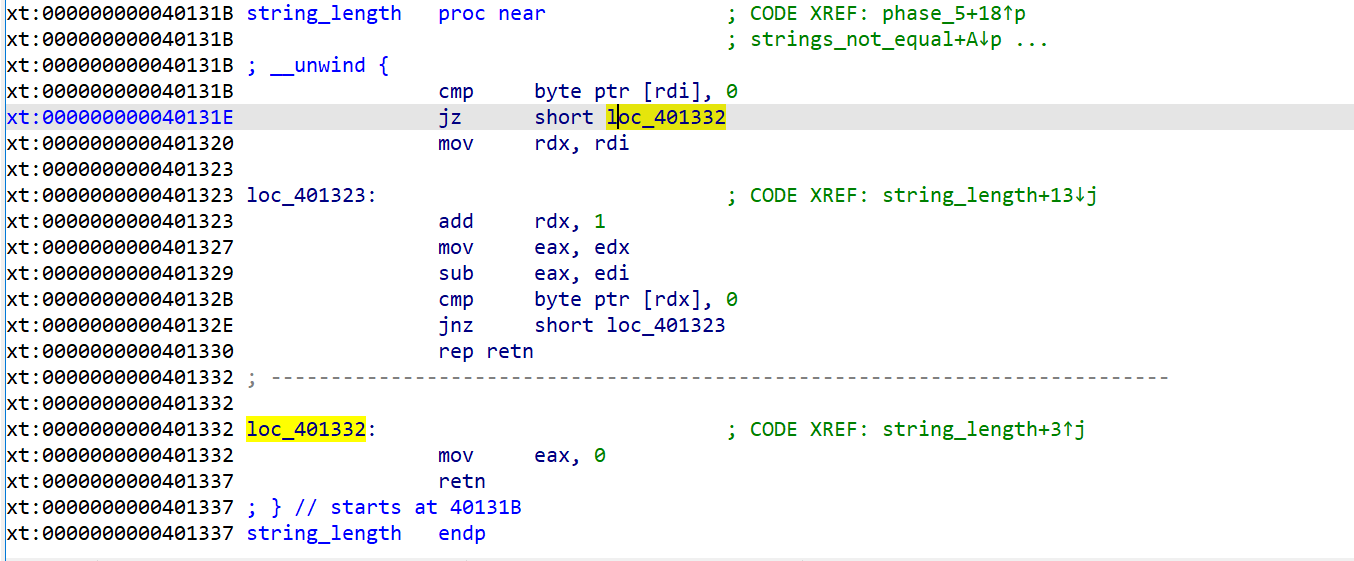 xt:000000000040131B string_length   proc near               ; CODE XREF: phase_5+18↑p
xt:000000000040131B                                         ; strings_not_equal+A↓p ...
xt:000000000040131B ; __unwind {
xt:000000000040131B                 cmp     byte ptr [rdi], 0
xt:000000000040131E                 jz      short loc_401332
xt:0000000000401320                 mov     rdx, rdi
xt:0000000000401323
xt:0000000000401323 loc_401323:                             ; CODE XREF: string_length+13↓j
xt:0000000000401323                 add     rdx, 1
xt:0000000000401327                 mov     eax, edx
xt:0000000000401329                 sub     eax, edi
xt:000000000040132B                 cmp     byte ptr [rdx], 0
xt:000000000040132E                 jnz     short loc_401323
xt:0000000000401330                 rep retn
xt:0000000000401332 ; ---------------------------------------------------------------------------
xt:0000000000401332
xt:0000000000401332 loc_401332:                             ; CODE XREF: string_length+3↑j
xt:0000000000401332                 mov     eax, 0
xt:0000000000401337                 retn
xt:0000000000401337 ; } // starts at 40131B
xt:0000000000401337 string_length   endp